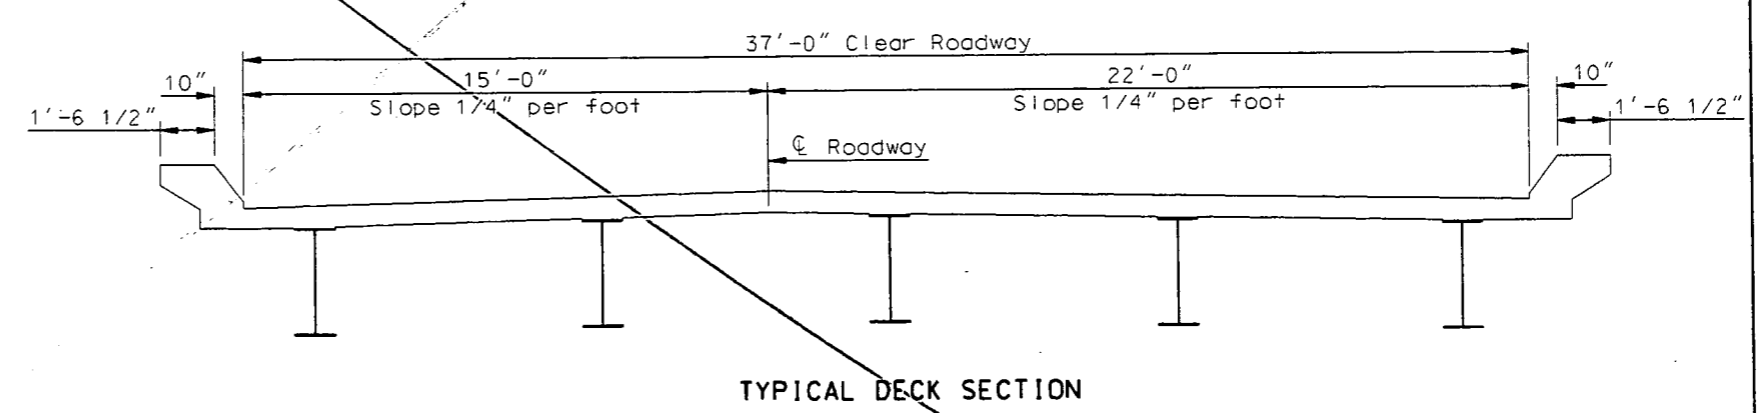 37'-0" Clear Roadway
10" 15'-0" 22'-0" 10"
Slope 1/4" per foot Slope 1/4" per foot
1'-6 1/2" 1'-6 1/2"
℄ Roadway
TYPICAL DECK SECTION